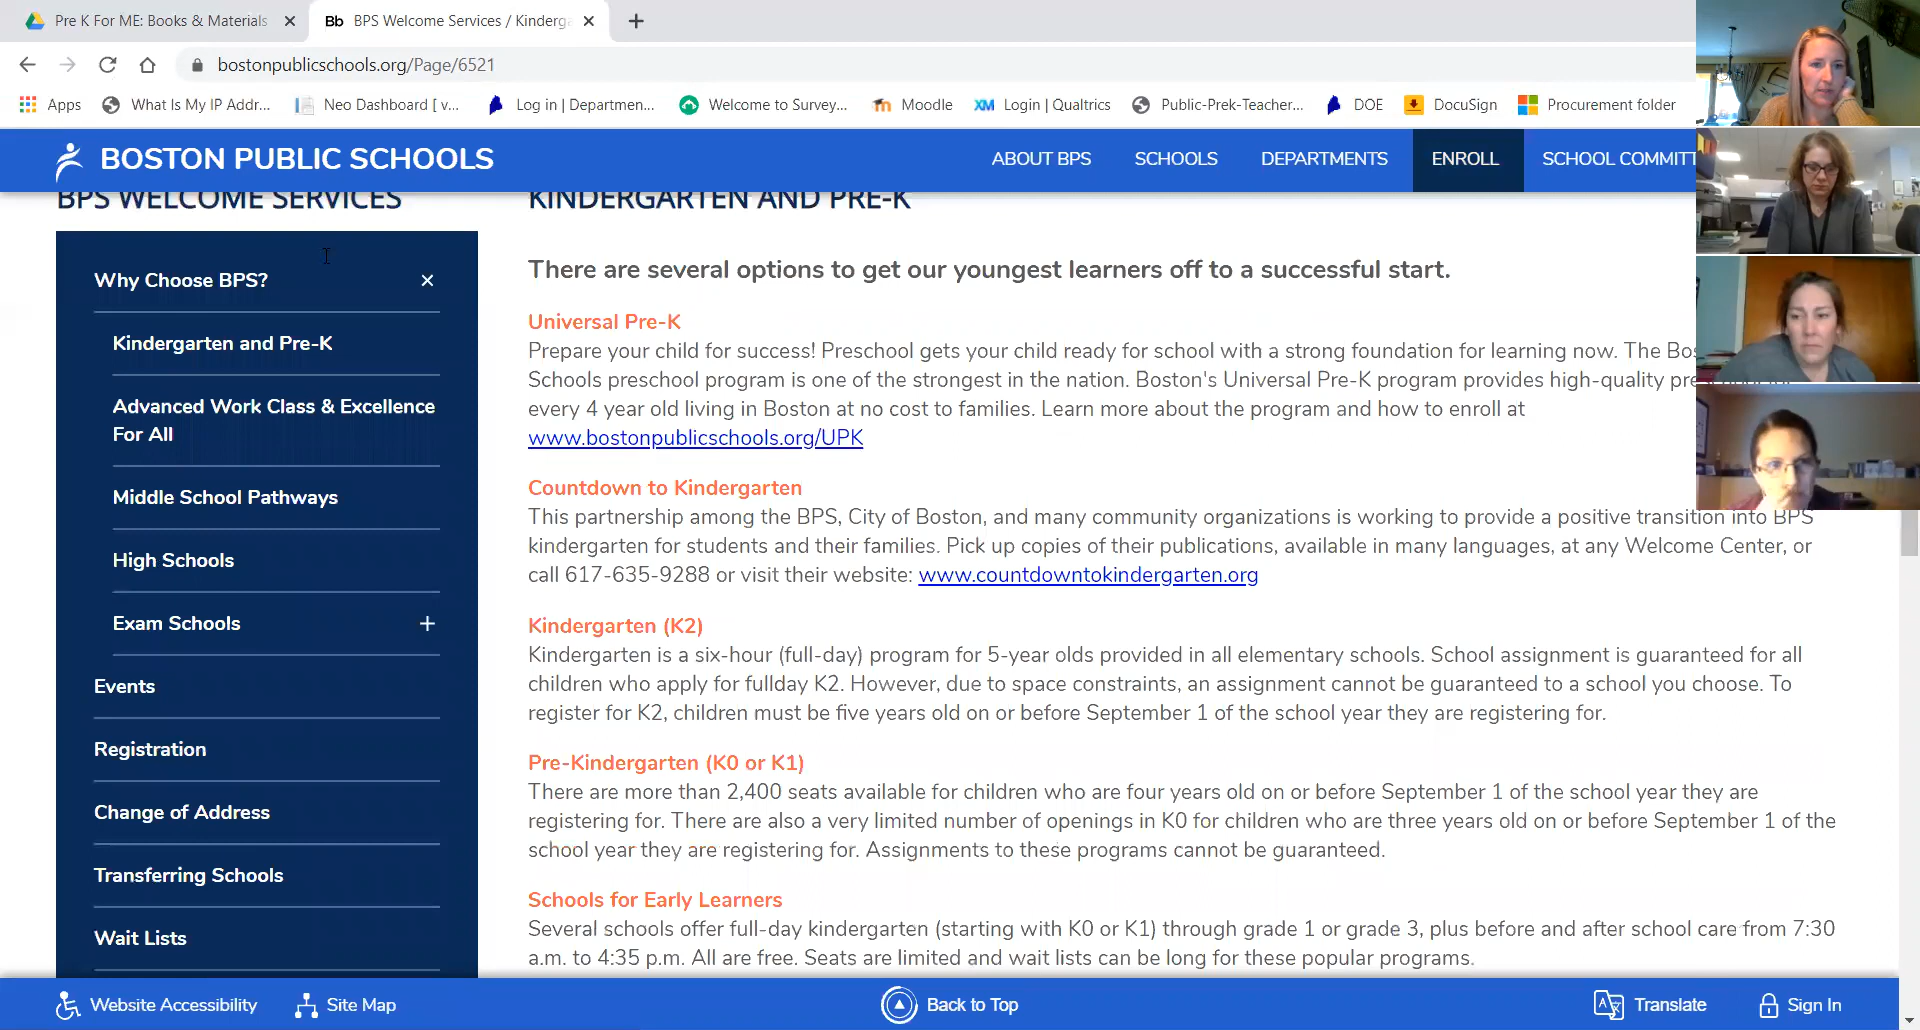 Pre K For ME: Books & Materials
Bb BPS Welcome Services / Kinderg
bostonpublicschools.org/Page/6521
Apps What Is My IP Addr... Neo Dashboard [ v... Log in | Departmen... Welcome to Survey... Moodle XM Login | Qualtrics Public-Prek-Teacher... DOE DocuSign Procurement folder
BOSTON PUBLIC SCHOOLS
ABOUT BPS SCHOOLS DEPARTMENTS ENROLL SCHOOL COMMITT
BPS WELCOME SERVICES
Why Choose BPS?
Kindergarten and Pre-K
Advanced Work Class & Excellence
For All
Middle School Pathways
High Schools
Exam Schools
Events
Registration
Change of Address
Transferring Schools
Wait Lists
KINDERGARTEN AND PRE-K
There are several options to get our youngest learners off to a successful start.
Universal Pre-K
Prepare your child for success! Preschool gets your child ready for school with a strong foundation for learning now. The Bos
Schools preschool program is one of the strongest in the nation. Boston's Universal Pre-K program provides high-quality pre
every 4 year old living in Boston at no cost to families. Learn more about the program and how to enroll at
www.bostonpublicschools.org/UPK
Countdown to Kindergarten
This partnership among the BPS, City of Boston, and many community organizations is working to provide a positive transition into BPS
kindergarten for students and their families. Pick up copies of their publications, available in many languages, at any Welcome Center, or
call 617-635-9288 or visit their website: www.countdowntokindergarten.org
Kindergarten (K2)
Kindergarten is a six-hour (full-day) program for 5-year olds provided in all elementary schools. School assignment is guaranteed for all
children who apply for fullday K2. However, due to space constraints, an assignment cannot be guaranteed to a school you choose. To
register for K2, children must be five years old on or before September 1 of the school year they are registering for.
Pre-Kindergarten (K0 or K1)
There are more than 2,400 seats available for children who are four years old on or before September 1 of the school year they are
registering for. There are also a very limited number of openings in K0 for children who are three years old on or before September 1 of the
school year they are registering for. Assignments to these programs cannot be guaranteed.
Schools for Early Learners
Several schools offer full-day kindergarten (starting with K0 or K1) through grade 1 or grade 3, plus before and after school care from 7:30
a.m. to 4:35 p.m. All are free. Seats are limited and wait lists can be long for these popular programs.
Website Accessibility Site Map Back to Top Translate Sign In